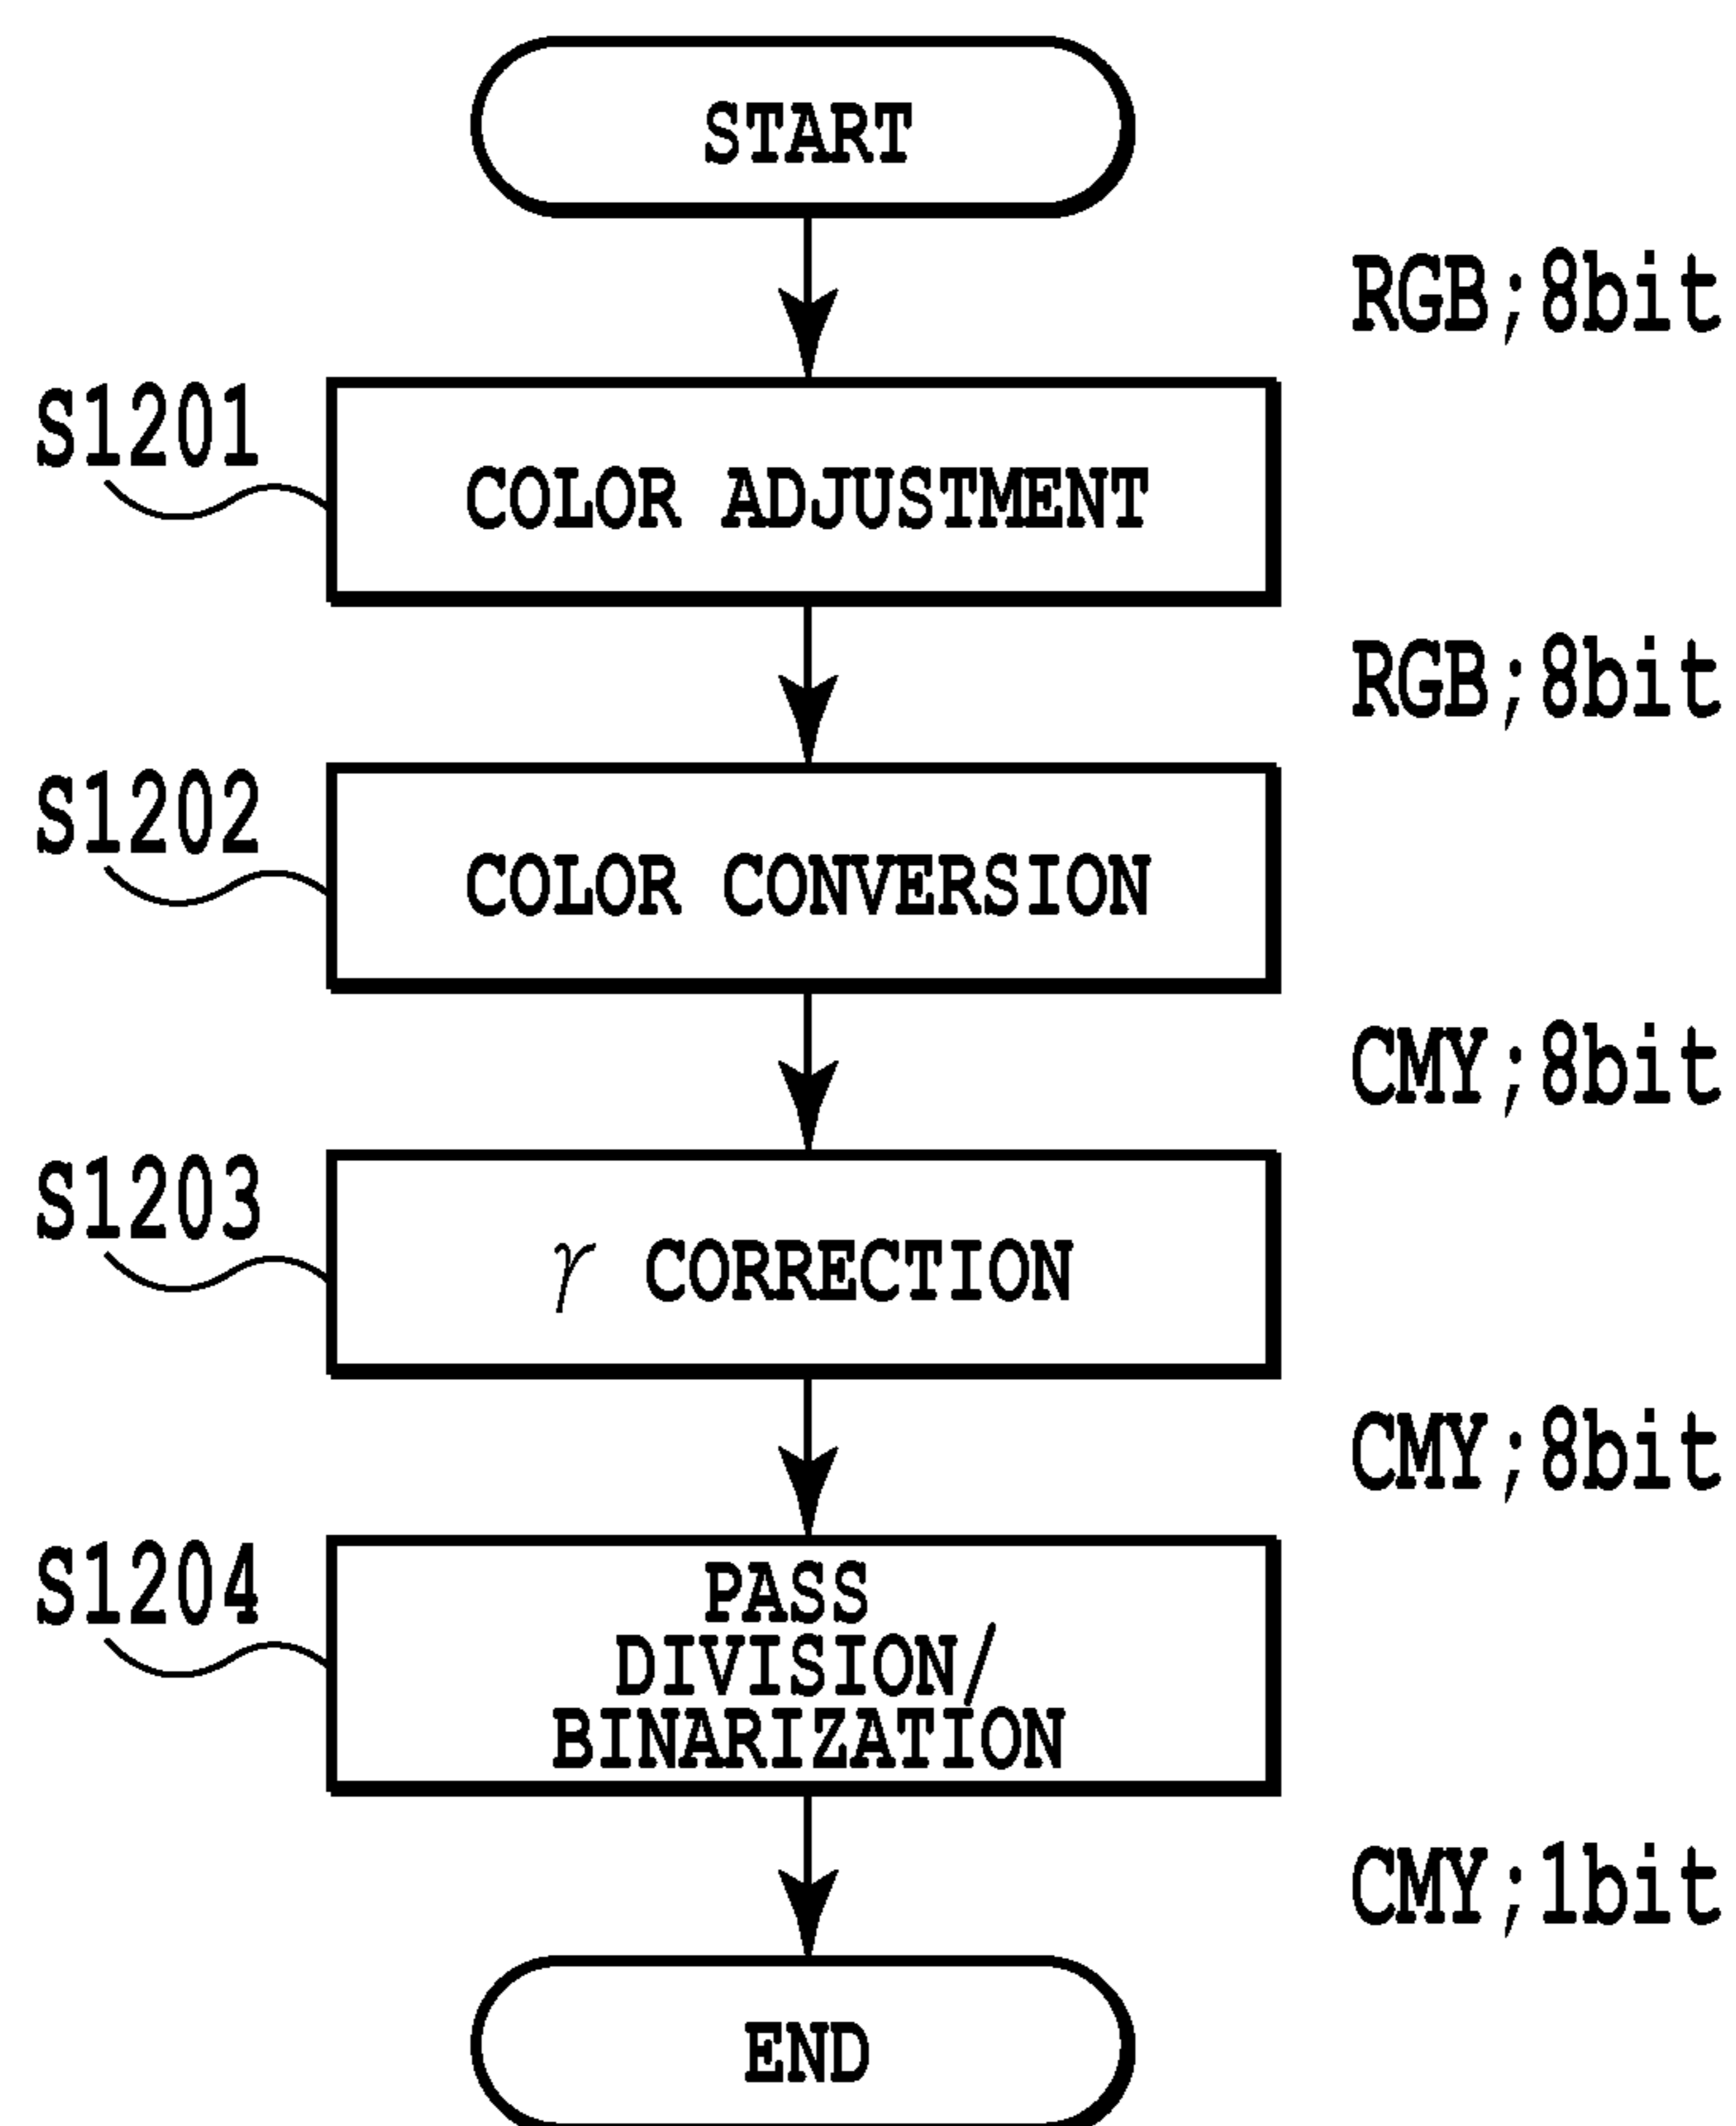 START
RGB;8bit
S1201
COLOR ADJUSTMENT
RGB;8bit
S1202
COLOR CONVERSION
CMY;8bit
S1203
γ CORRECTION
CMY;8bit
S1204
PASS
DIVISION/
BINARIZATION
CMY;1bit
END